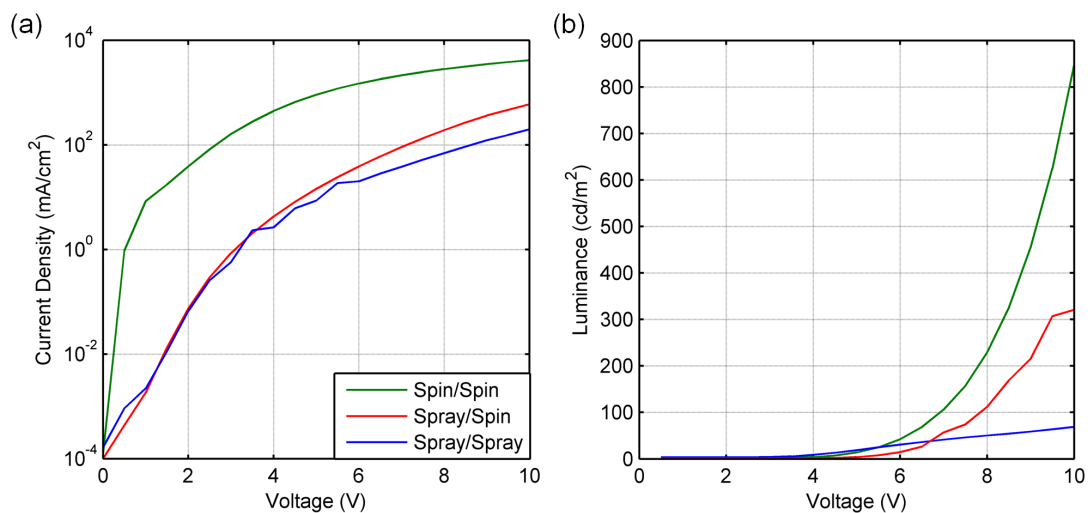 (a)
10^4
10^2
10^0
10^-2
10^-4
Current Density (mA/cm^2)
0 2 4 6 8 10
Voltage (V)
Spin/Spin
Spray/Spin
Spray/Spray
(b)
900
800
700
600
500
400
300
200
100
0
Luminance (cd/m^2)
0 2 4 6 8 10
Voltage (V)